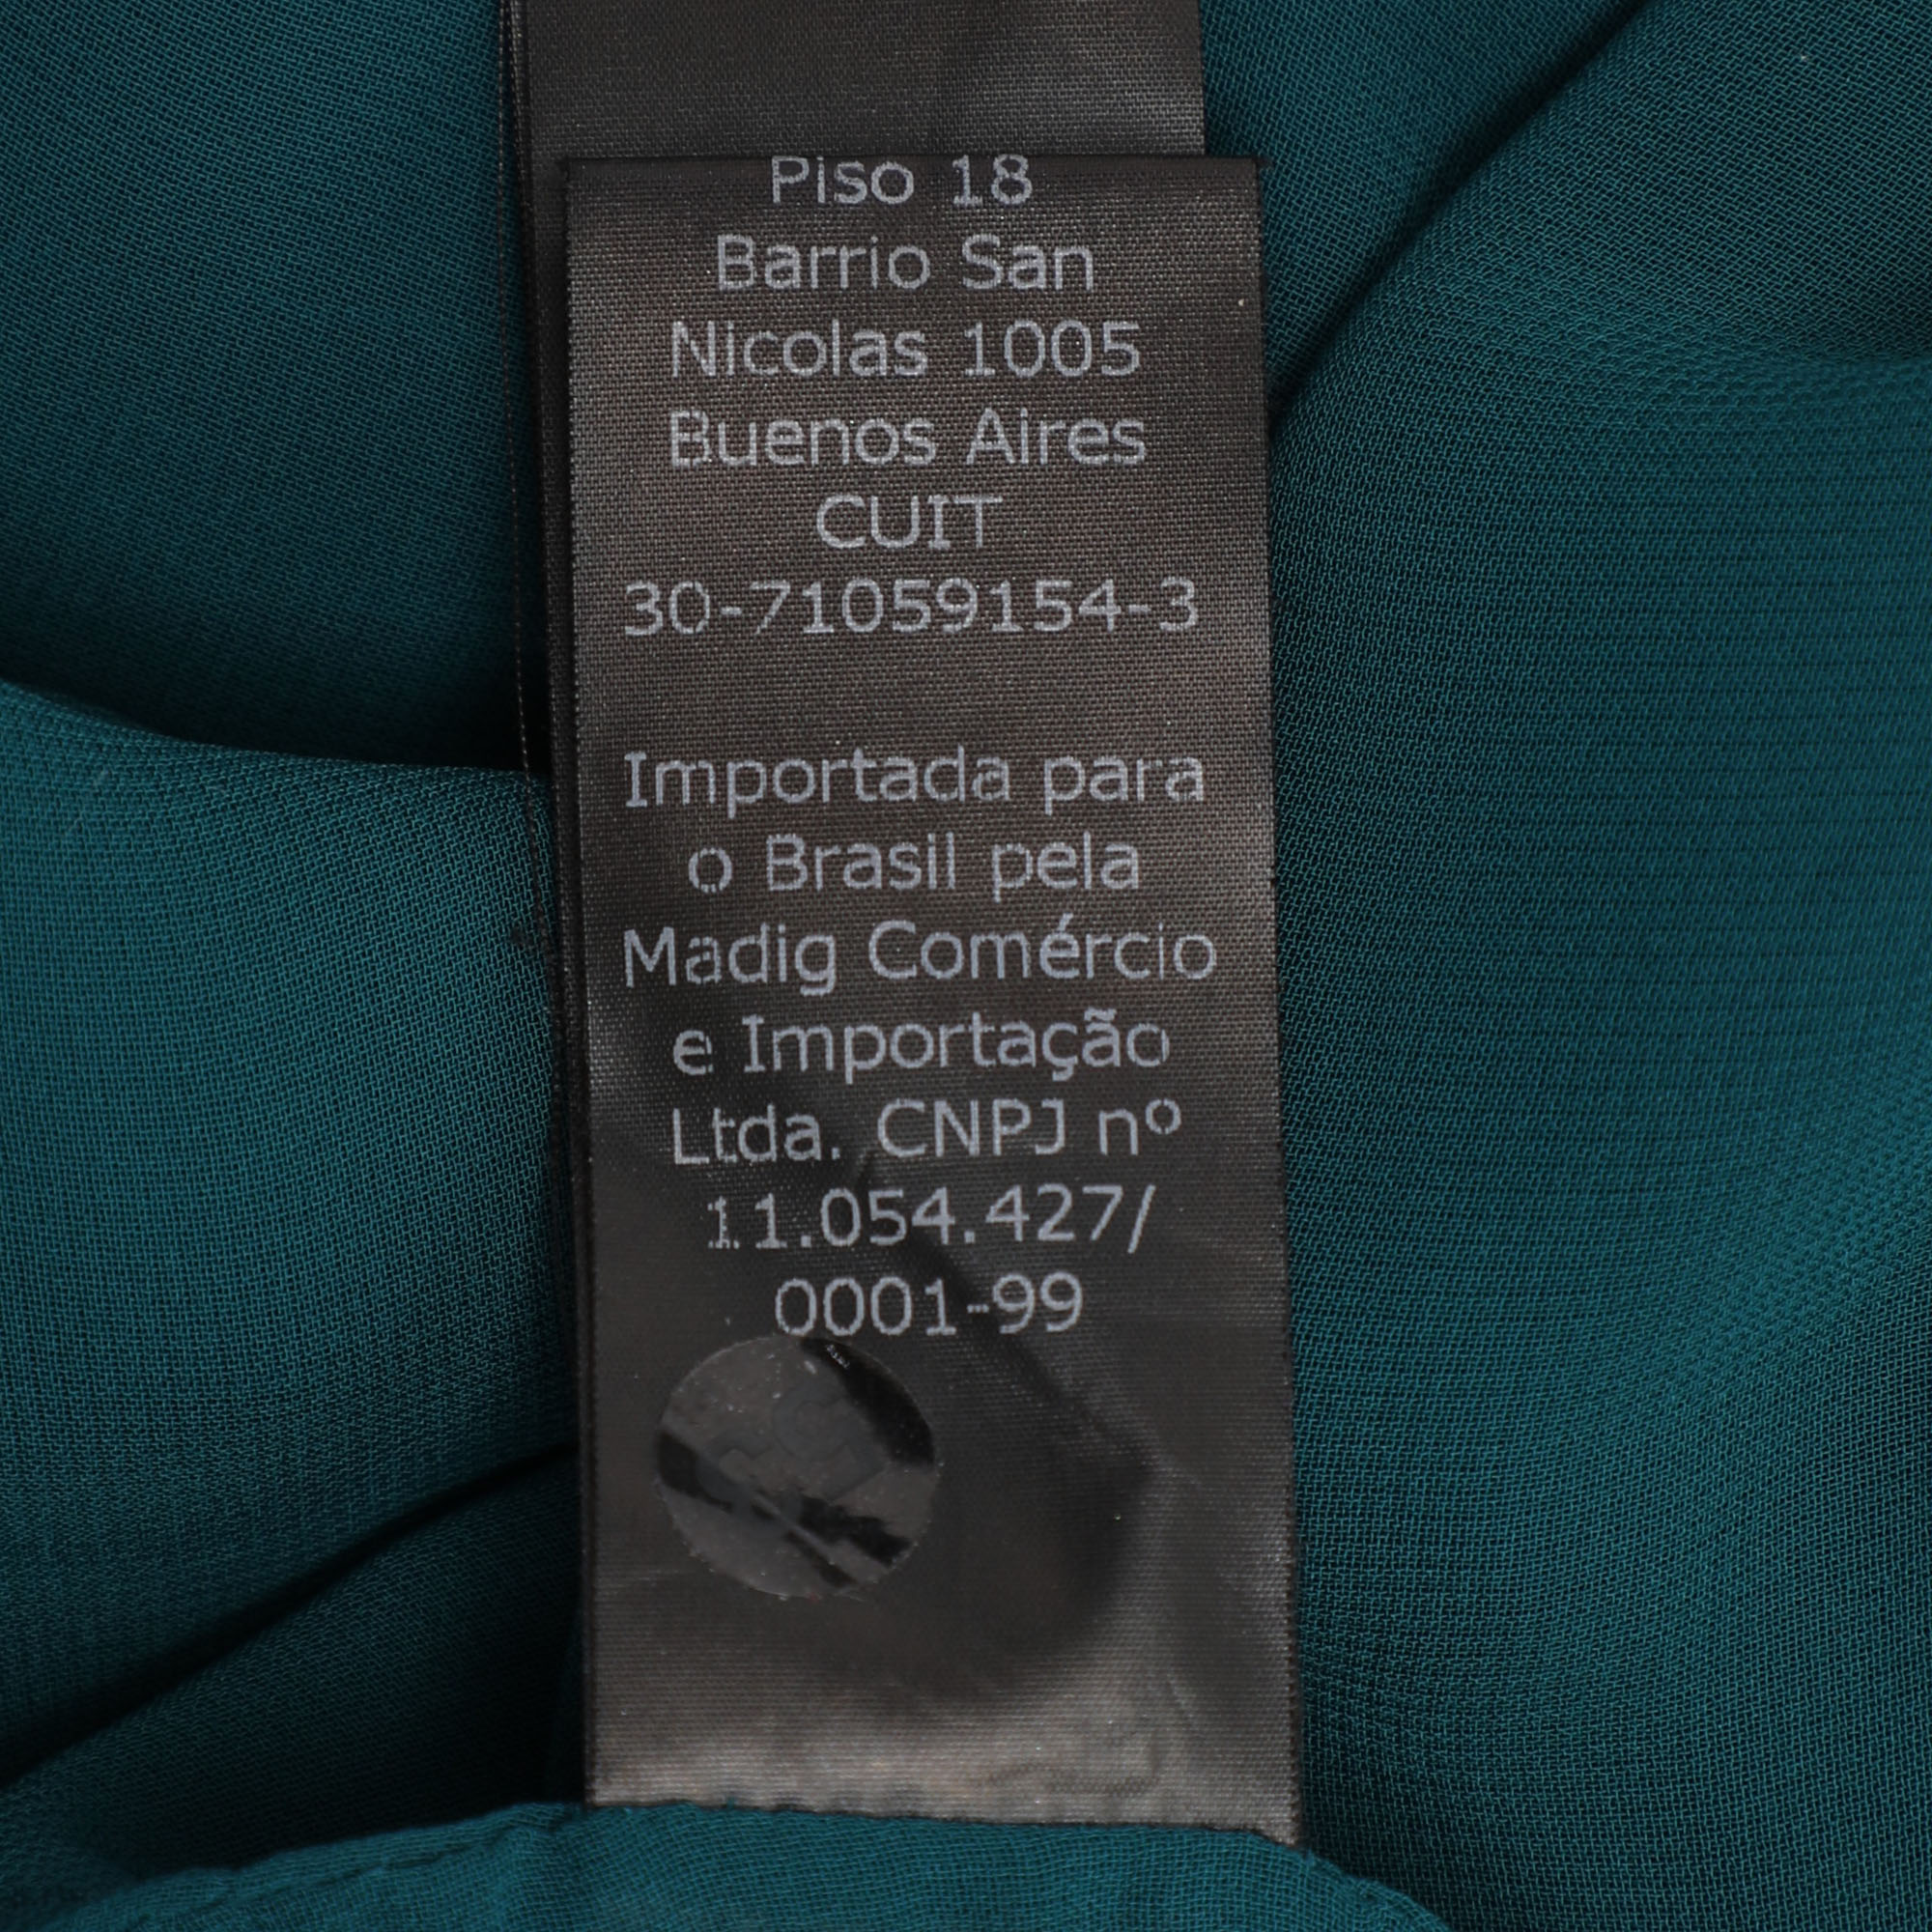 Piso 18
Barrio San
Nicolas 1005
Buenos Aires
CUIT
30-71059154-3
Importada para
o Brasil pela
Madig Comércio
e Importação
Ltda. CNPJ nº
11.054.427/
0001-99